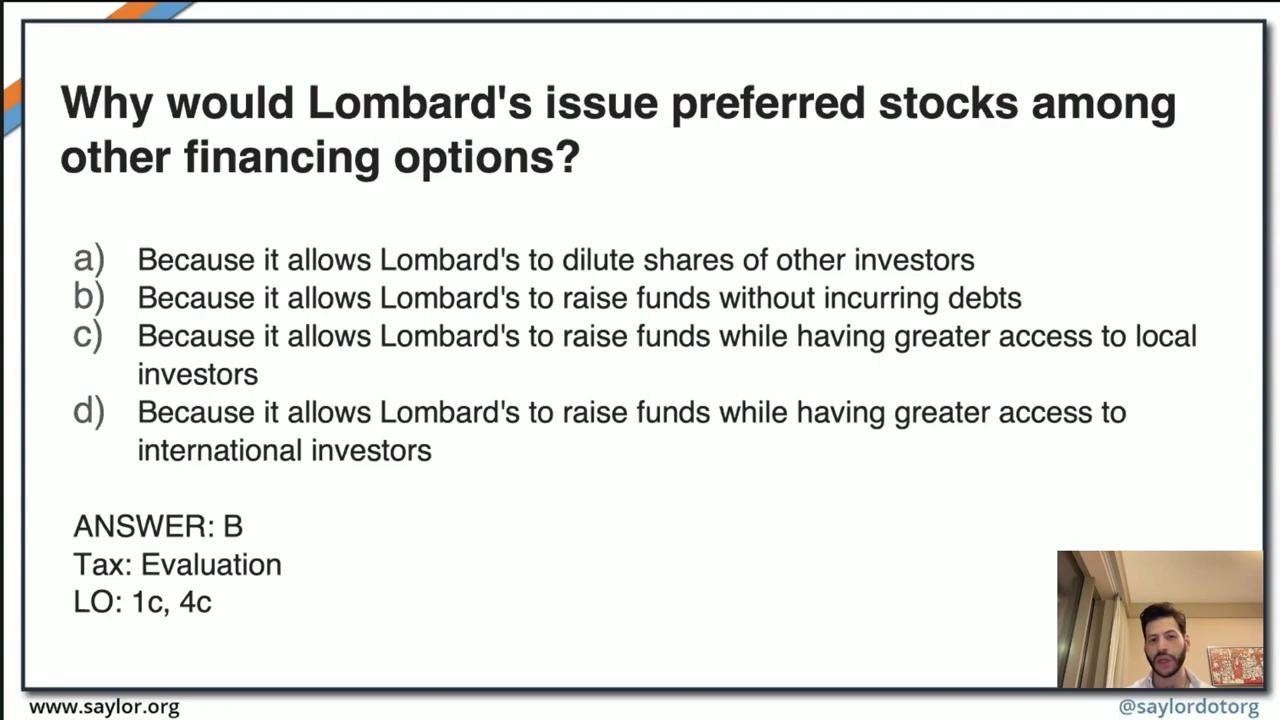 Why would Lombard's issue preferred stocks among
other financing options?
a) Because it allows Lombard's to dilute shares of other investors
b) Because it allows Lombard's to raise funds without incurring debts
c) Because it allows Lombard's to raise funds while having greater access to local
investors
d) Because it allows Lombard's to raise funds while having greater access to
international investors
ANSWER: B
Tax: Evaluation
LO: 1c, 4c
www.saylor.org
@saylordotorg